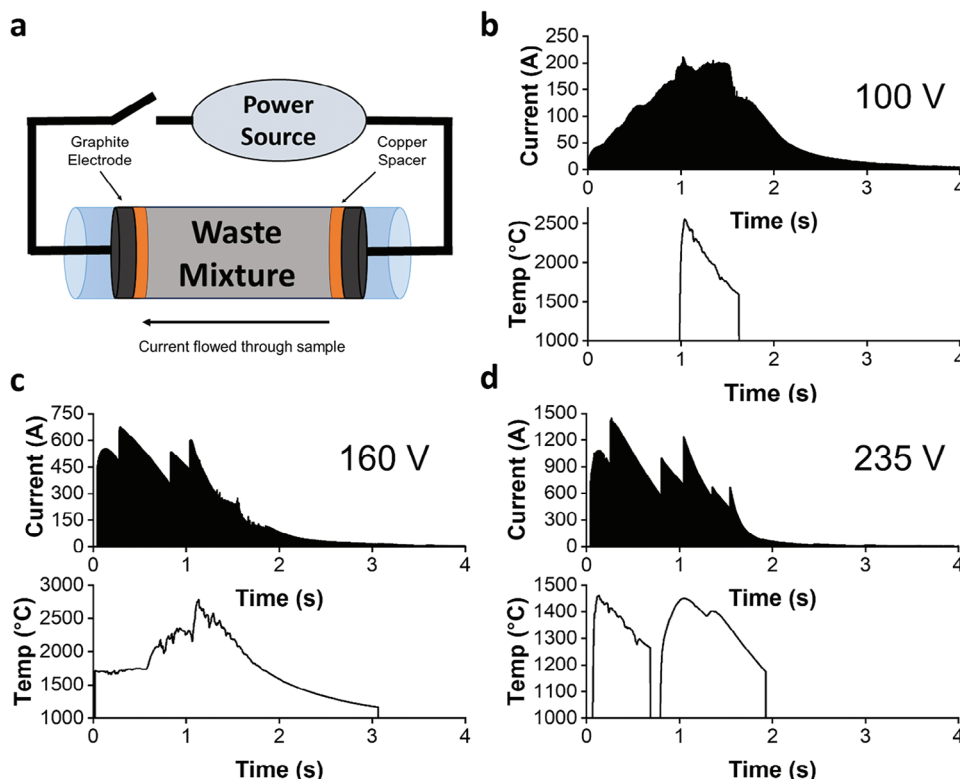 a
Power
Source
Graphite
Electrode
Copper
Spacer
Waste
Mixture
Current flowed through sample
b
Current (A)
250
200
150
100
50
0
100 V
0 1 2 3 4
Time (s)
Temp (°C)
2500
2000
1500
1000
0 1 2 3 4
Time (s)
c
Current (A)
750
600
450
300
150
0
160 V
0 1 2 3 4
Time (s)
Temp (°C)
3000
2500
2000
1500
1000
0 1 2 3 4
Time (s)
d
Current (A)
1500
1200
900
600
300
0
235 V
0 1 2 3 4
Time (s)
Temp (°C)
1500
1400
1300
1200
1100
1000
0 1 2 3 4
Time (s)